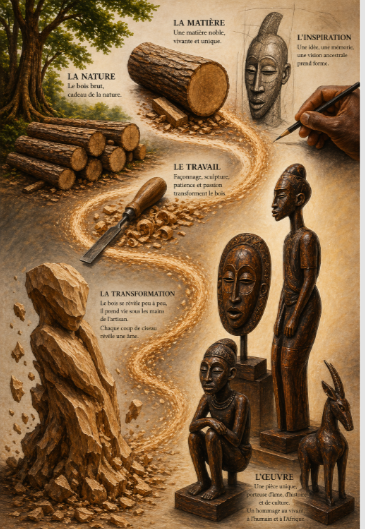 LA MATIÈRE
Une matière noble,
vivante et unique.
L'INSPIRATION
Une idée, une mémoire,
une vision ancestrale
prend forme.
LA NATURE
Le bois brut,
cadeau de la nature.
LE TRAVAIL
Façonnage, sculpture,
patience et passion
transforment le bois.
LA TRANSFORMATION
Le bois se révèle peu à peu,
il prend vie sous les mains
de l'artisan.
Chaque coup de ciseau
révèle une âme.
L'ŒUVRE
Une pièce unique,
porteuse d'âme, d'histoire
et de culture.
Un hommage au vivant,
à l'humain et à l'Afrique.